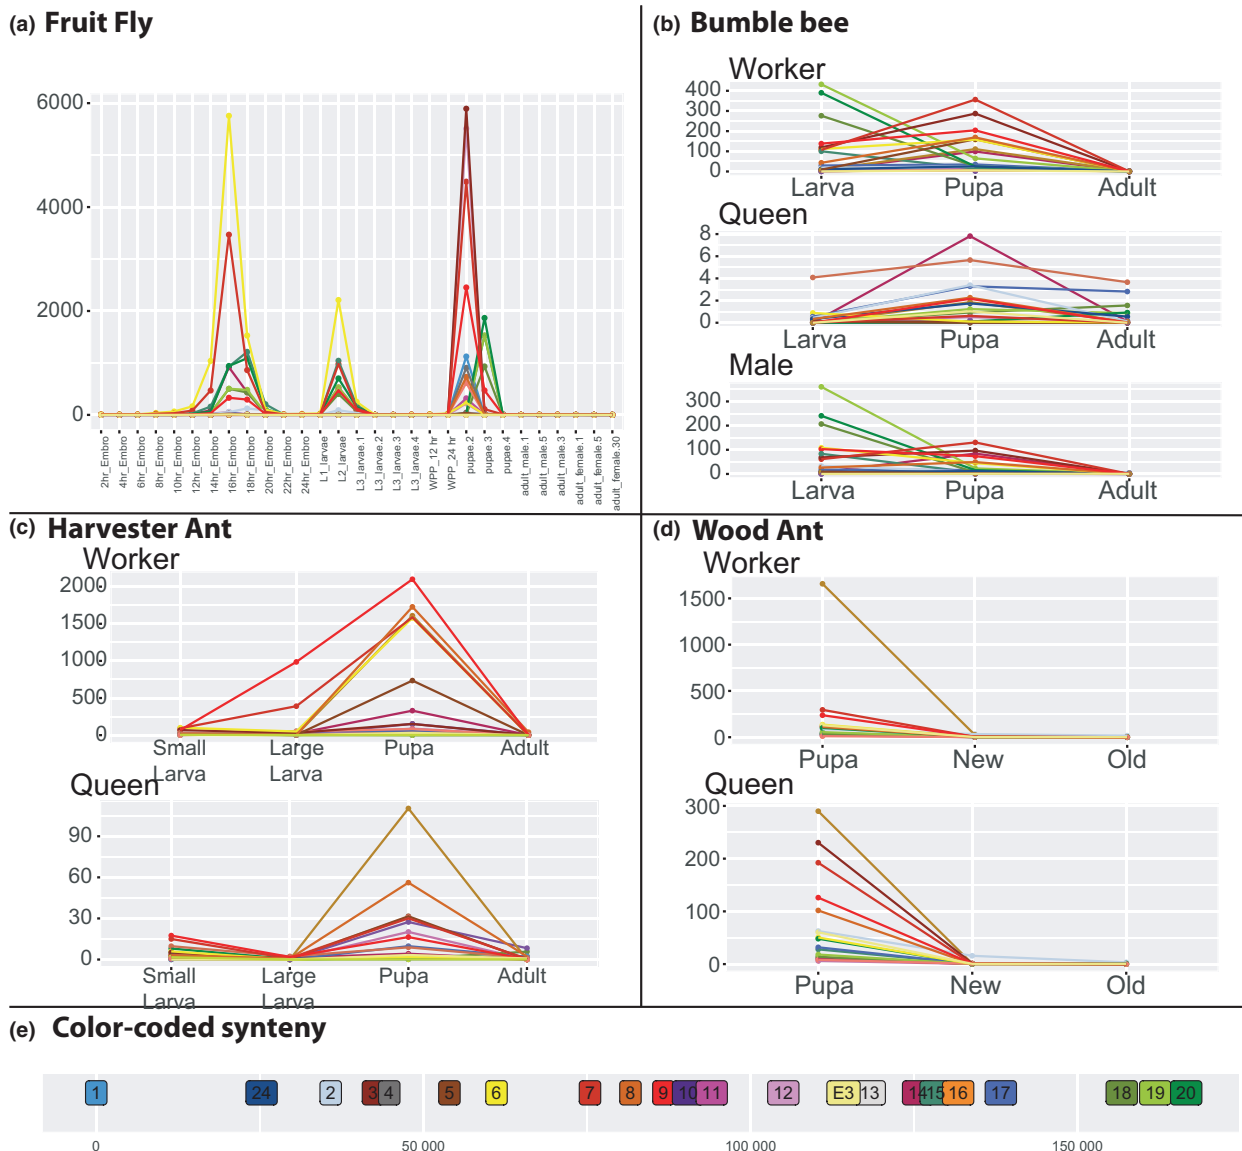 (a) Fruit Fly
6000
4000
2000
0
2hr_Embro
4hr_Embro
6hr_Embro
8hr_Embro
10hr_Embro
12hr_Embro
14hr_Embro
16hr_Embro
18hr_Embro
20hr_Embro
22hr_Embro
24hr_Embro
L1_larvae
L2_larvae
L3_larvae.1
L3_larvae.2
L3_larvae.3
L3_larvae.4
WPP_12 hr
WPP_24 hr
pupae.2
pupae.3
pupae.4
adult_male.1
adult_male.5
adult_male.3
adult_female.1
adult_female.5
adult_female.30
(b) Bumble bee
Worker
400
300
200
100
0
Larva Pupa Adult
Queen
8
6
4
2
0
Larva Pupa Adult
Male
300
200
100
0
Larva Pupa Adult
(c) Harvester Ant
Worker
2000
1500
1000
500
0
Small Large Pupa Adult
Larva Larva
Queen
90
60
30
0
Small Large Pupa Adult
Larva Larva
(d) Wood Ant
Worker
1500
500
0
Pupa New Old
Queen
300
200
100
0
Pupa New Old
(e) Color-coded synteny
1 24 2 3 4 5 6 7 8 9 10 11 12 E3 13 14 15 16 17 18 19 20
0 50 000 100 000 150 000